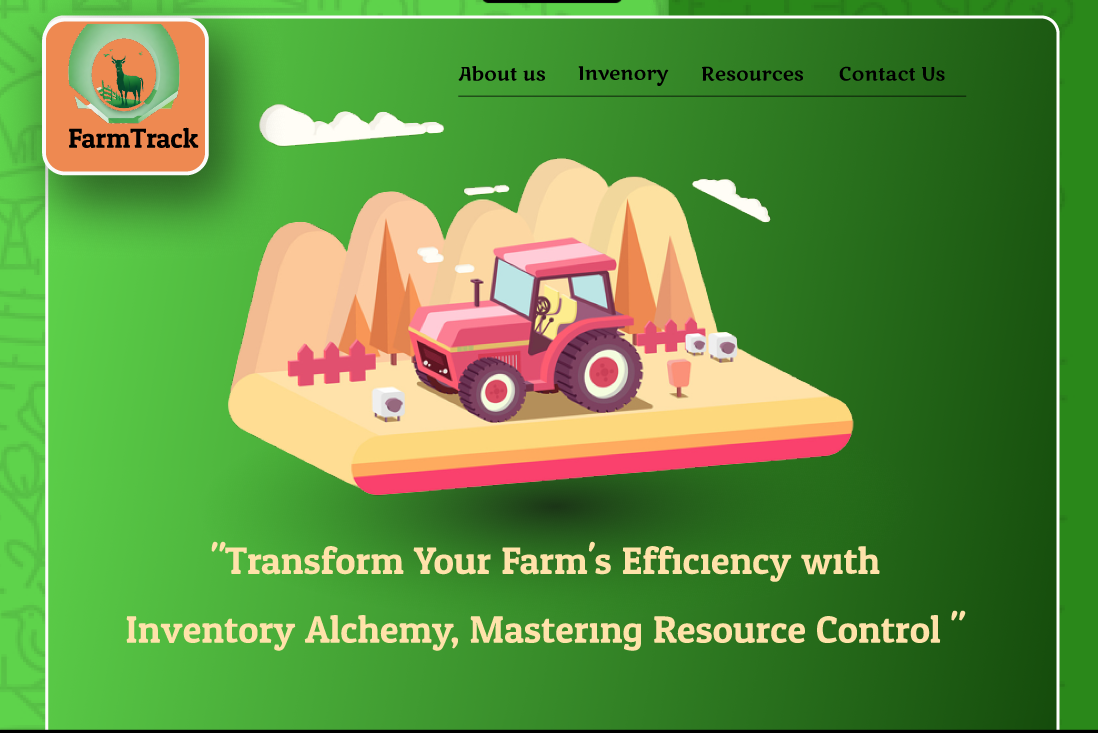 About us Invenory Resources Contact Us
FarmTrack
"Transform Your Farm's Efficiency with
Inventory Alchemy, Mastering Resource Control "